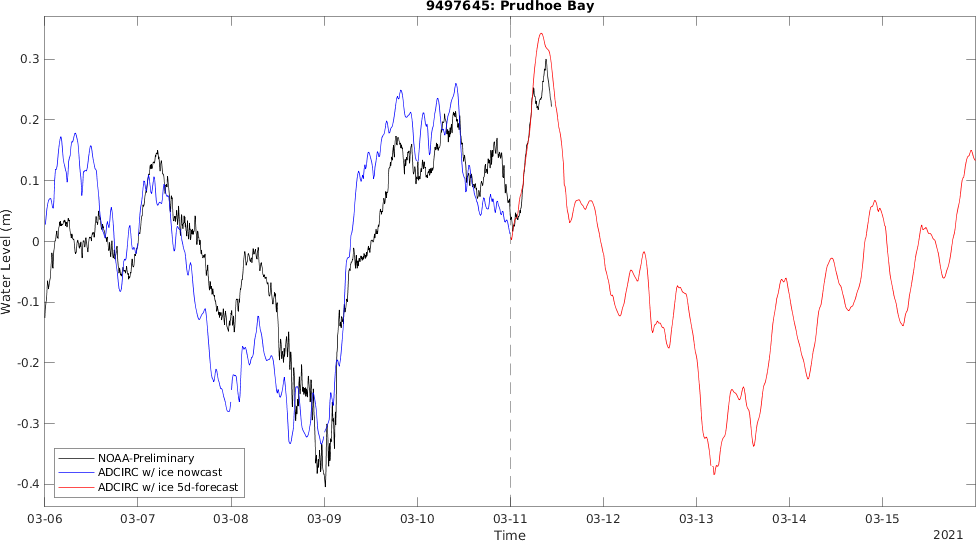 9497645: Prudhoe Bay
Water Level (m)
0.3
0.2
0.1
0
-0.1
-0.2
-0.3
-0.4
NOAA-Preliminary
ADCIRC w/ ice nowcast
ADCIRC w/ ice 5d-forecast
03-06 03-07 03-08 03-09 03-10 03-11 03-12 03-13 03-14 03-15
Time
2021